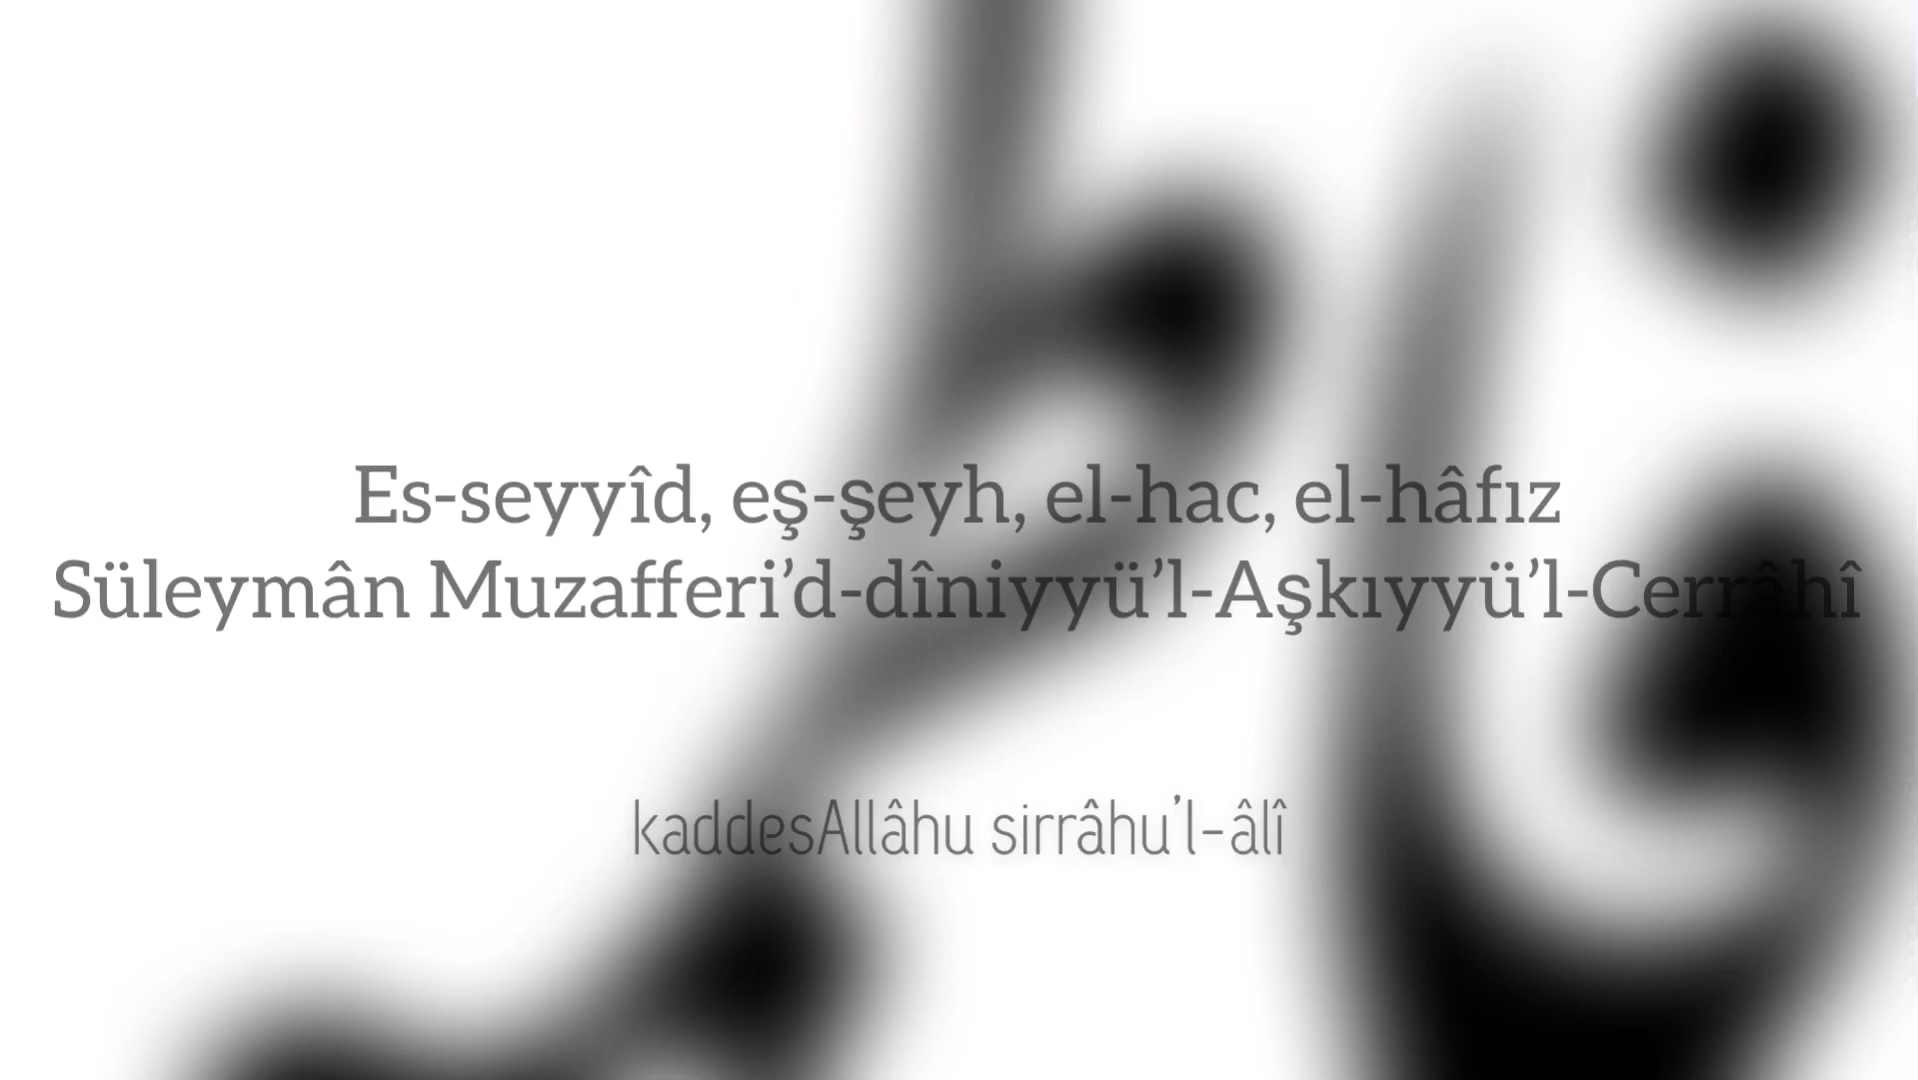 Es-seyyîd, eş-şeyh, el-hac, el-hâfız
Süleymân Muzafferi’d-dîniyyü’l-Aşkıyyü’l-Cerrâhî
kaddesAllâhu sirrâhu’l-âlî